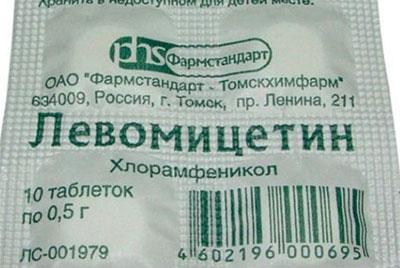 Хранить в недоступном для детей месте.
phs Фармстандарт
ОАО "Фармстандарт - Томскхимфарм"
634009, Россия, г. Томск, пр. Ленина, 211
Левомицетин
Хлорамфеникол
10 таблеток
по 0,5 г
ЛС-001979
4 602196 000695